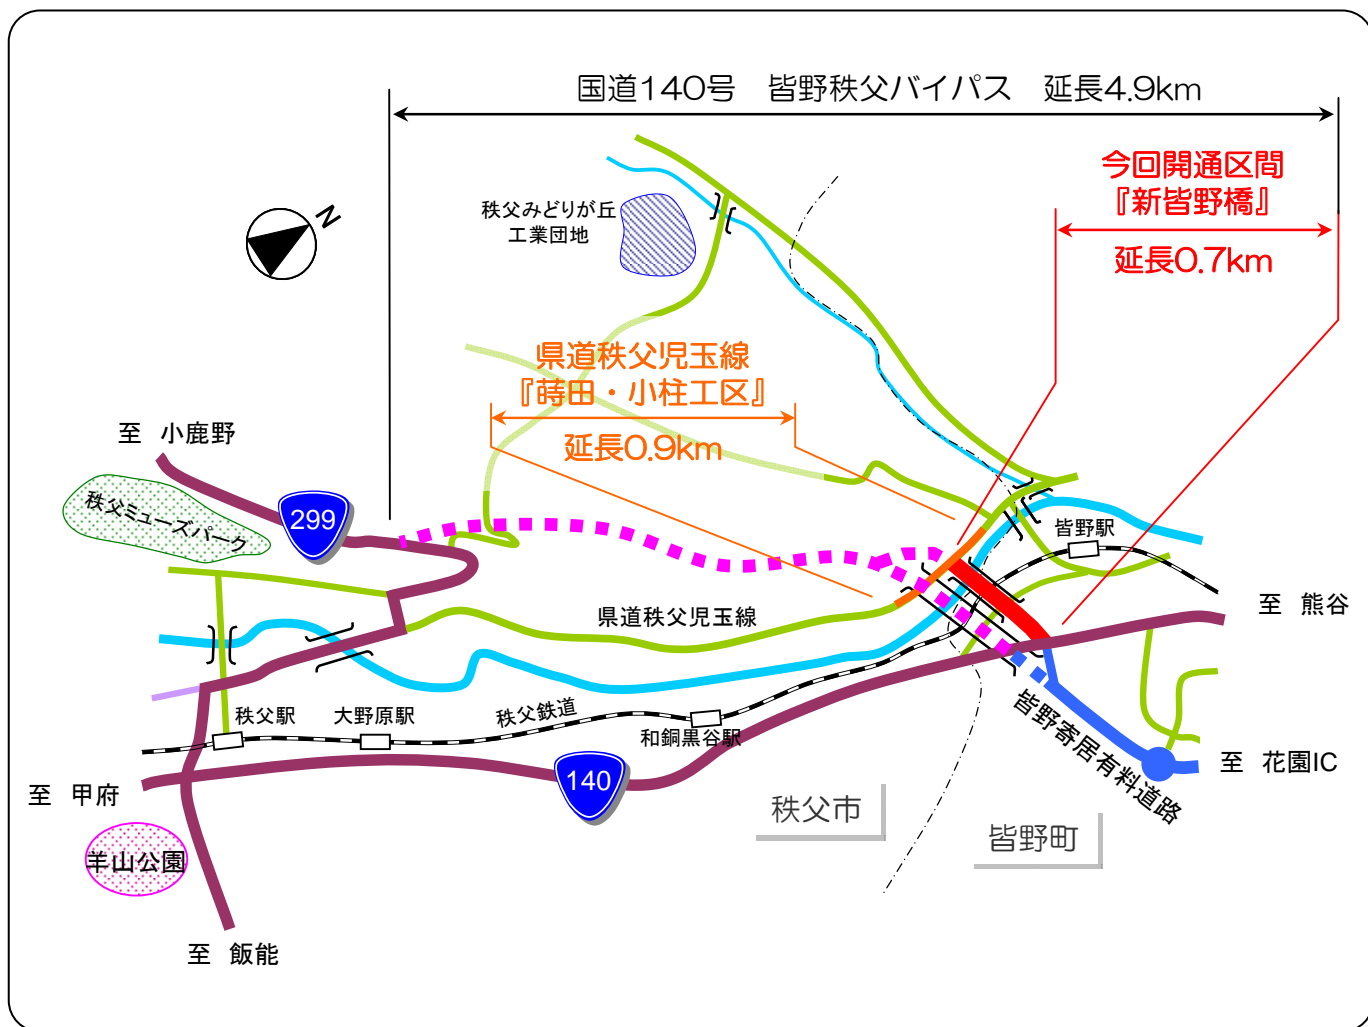 国道140号　皆野秩父バイパス　延長4.9km
今回開通区間
『新皆野橋』
延長0.7km
N
秩父みどりが丘
工業団地
県道秩父児玉線
『蒔田・小柱工区』
延長0.9km
至　小鹿野
秩父ミューズパーク
299
皆野駅
至　熊谷
県道秩父児玉線
秩父駅
大野原駅
秩父鉄道
和銅黒谷駅
皆野寄居有料道路
至　花園IC
至　甲府
140
秩父市
皆野町
羊山公園
至　飯能